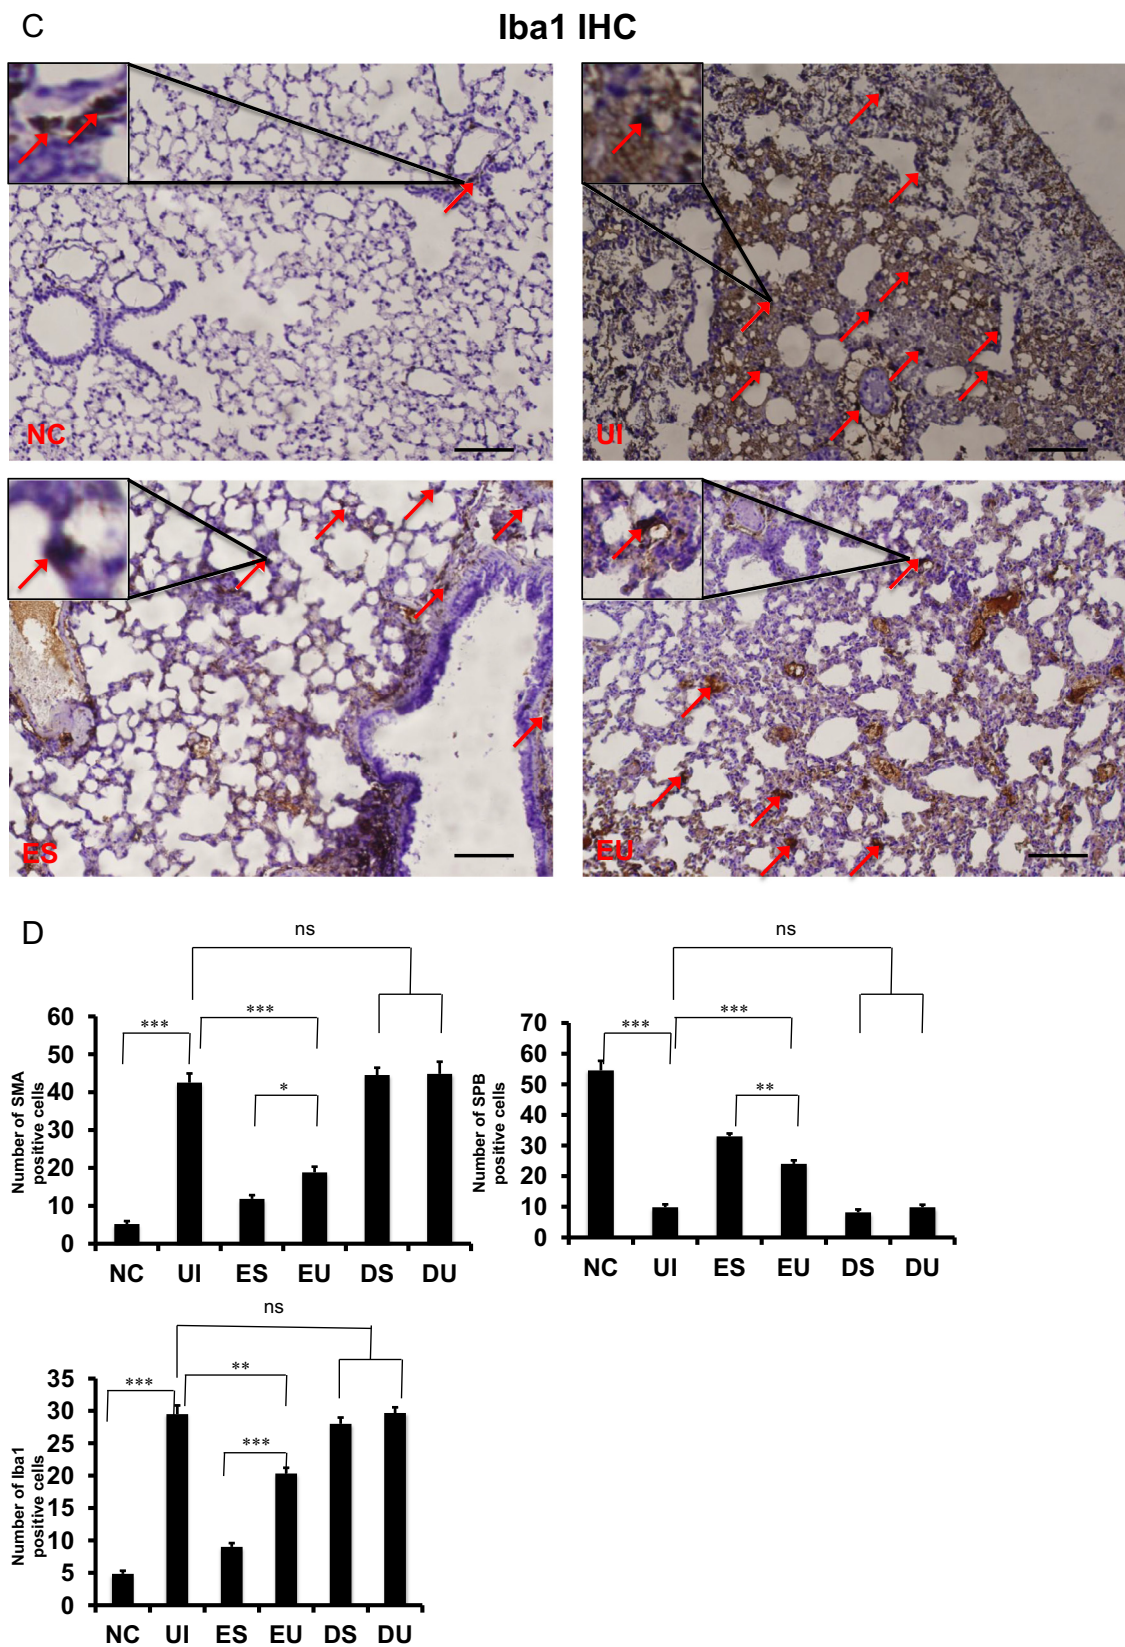 C
Iba1 IHC
NC
UI
ES
EU
D
ns
***
***
*
60
50
40
30
20
10
0
Number of SMA
positive cells
NC UI ES EU DS DU
ns
***
***
**
70
60
50
40
30
20
10
0
Number of SPB
positive cells
NC UI ES EU DS DU
ns
***
**
***
35
30
25
20
15
10
5
0
Number of Iba1
positive cells
NC UI ES EU DS DU